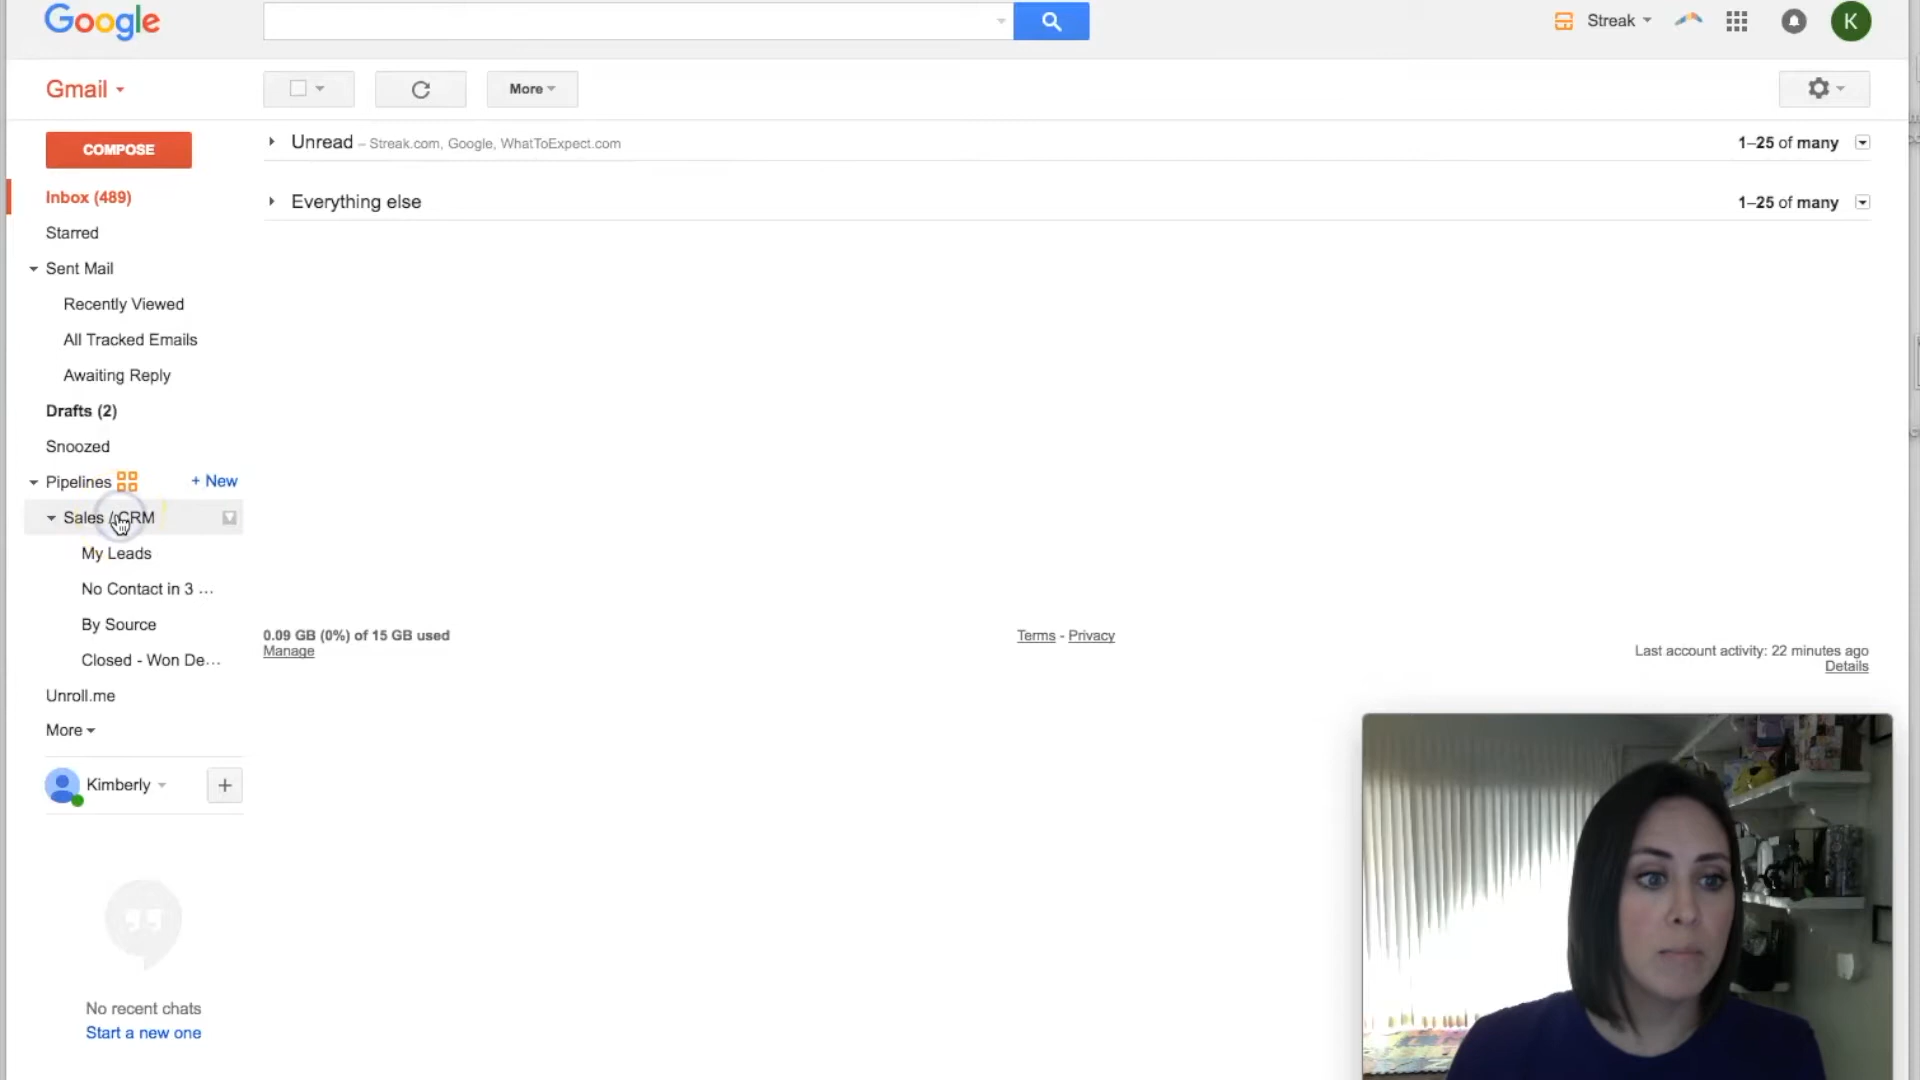 Google
Streak
K
Gmail
More
COMPOSE
Unread – Streak.com, Google, WhatToExpect.com
1–25 of many
Inbox (489)
Everything else
1–25 of many
Starred
Sent Mail
Recently Viewed
All Tracked Emails
Awaiting Reply
Drafts (2)
Snoozed
Pipelines
+ New
Sales / CRM
My Leads
No Contact in 3 ...
By Source
Closed - Won De...
Unroll.me
More
0.09 GB (0%) of 15 GB used
Manage
Terms - Privacy
Last account activity: 22 minutes ago
Details
Kimberly
No recent chats
Start a new one